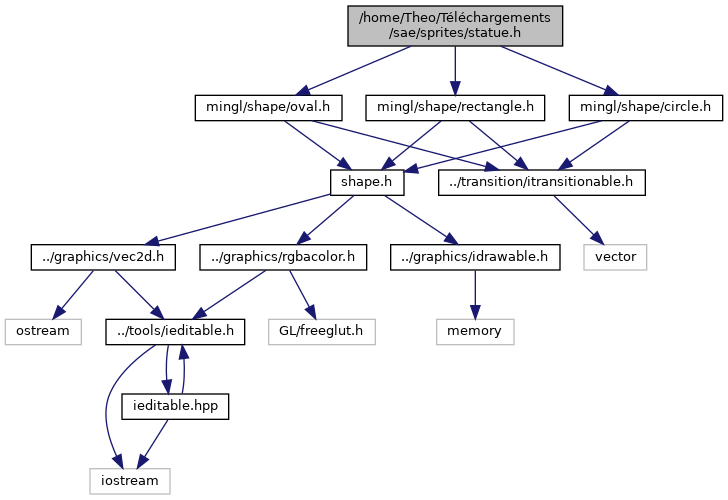 /home/Theo/Téléchargements
/sae/sprites/statue.h
mingl/shape/oval.h
mingl/shape/rectangle.h
mingl/shape/circle.h
shape.h
../transition/itransitionable.h
../graphics/vec2d.h
../graphics/rgbacolor.h
../graphics/idrawable.h
vector
ostream
../tools/ieditable.h
GL/freeglut.h
memory
ieditable.hpp
iostream